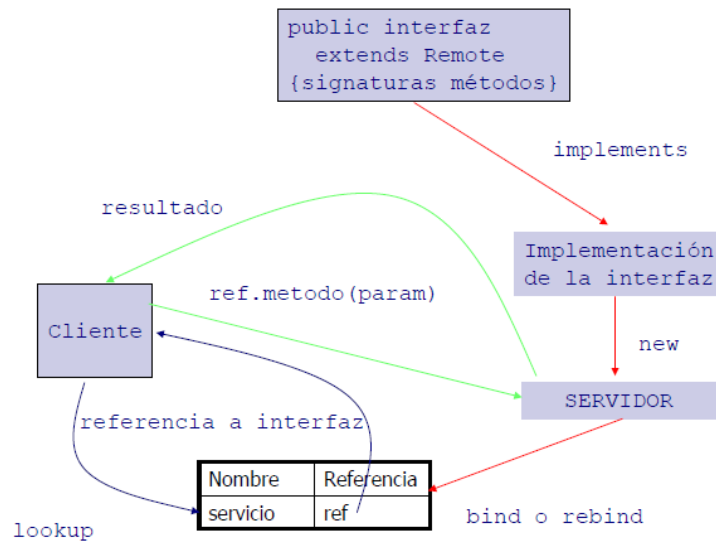 public interfaz
extends Remote
{signaturas métodos}
implements
resultado
Implementación
de la interfaz
ref.metodo(param)
Cliente
new
SERVIDOR
referencia a interfaz
Nombre Referencia
servicio ref
bind o rebind
lookup